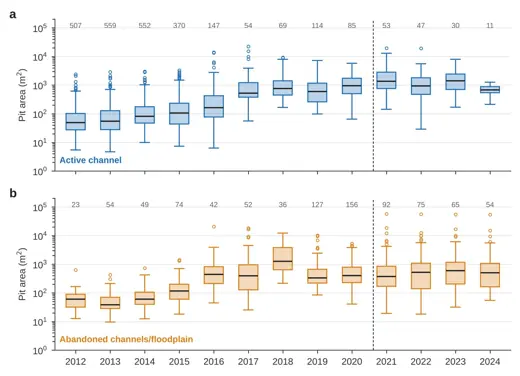 a
507 559 552 370 147 54 69 114 85 53 47 30 11
10⁵
10⁴
10³
10²
10¹
10⁰
Pit area (m²)
Active channel
b
23 54 49 74 42 52 36 127 156 92 75 65 54
10⁵
10⁴
10³
10²
10¹
10⁰
Pit area (m²)
Abandoned channels/floodplain
2012 2013 2014 2015 2016 2017 2018 2019 2020 2021 2022 2023 2024